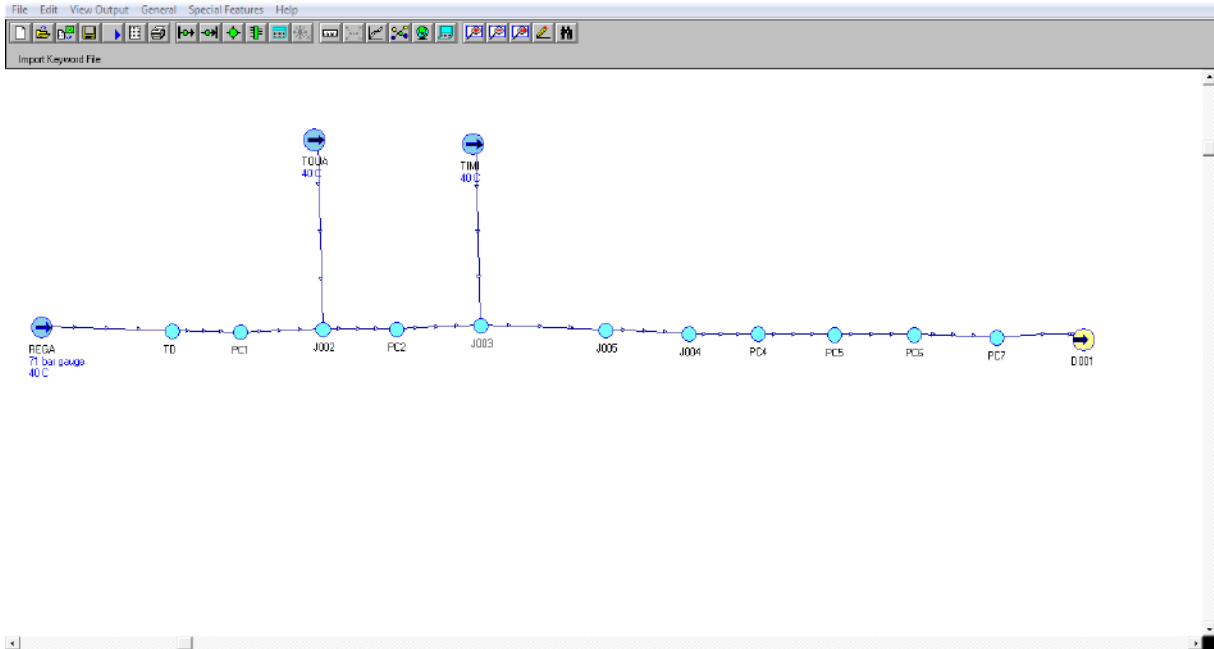 File Edit View Output General Special Features Help
Import Keyword File
TOUA
40 C
TIMI
40 C
REGA
71 bar gauge
40 C
TD
PC1
J002
PC2
J003
J005
J004
PC4
PC5
PC6
PC7
D001